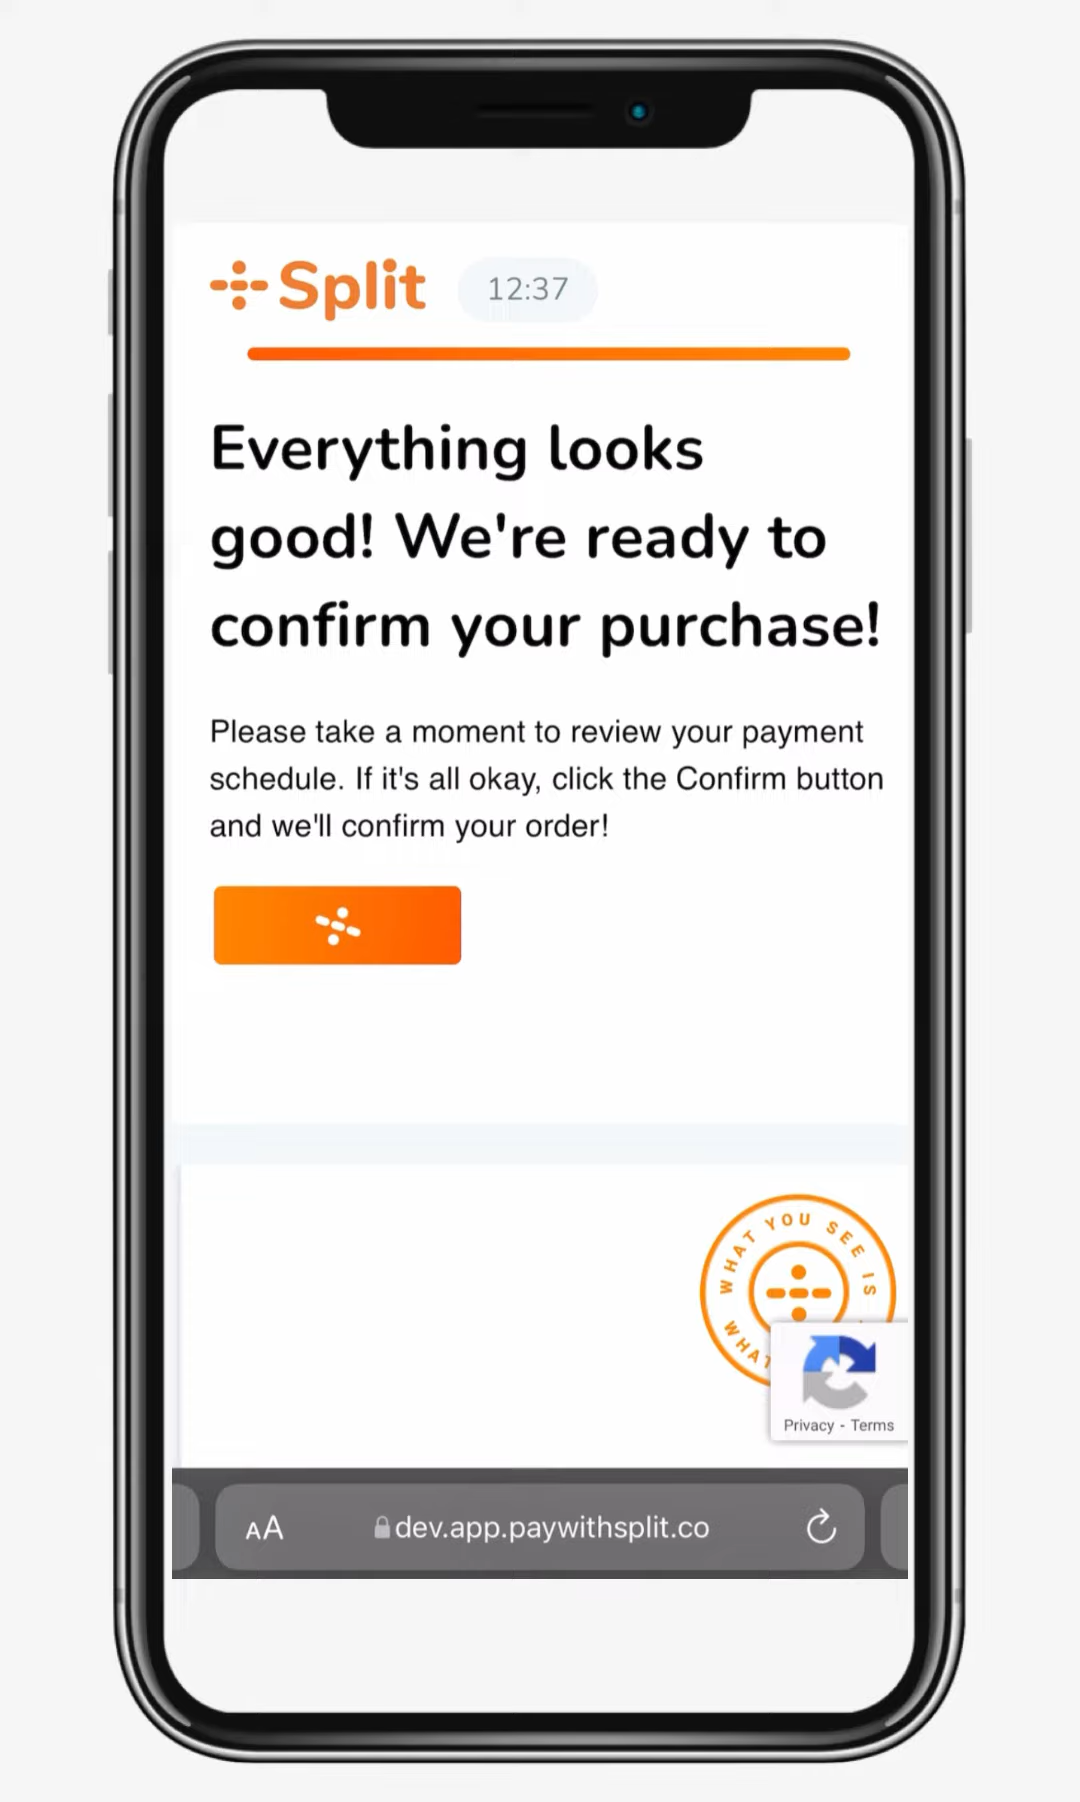 Split
12:37
Everything looks
good! We're ready to
confirm your purchase!
Please take a moment to review your payment
schedule. If it's all okay, click the Confirm button
and we'll confirm your order!
WHAT YOU SEE IS
WHAT
Privacy - Terms
AA
dev.app.paywithsplit.co